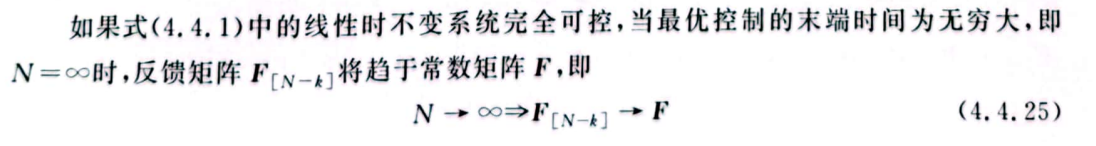 如果式(4.4.1)中的线性时不变系统完全可控,当最优控制的末端时间为无穷大,即
N=∞时,反馈矩阵 F[N-k]将趋于常数矩阵 F,即
N → ∞⇒F[N-k] → F (4.4.25)